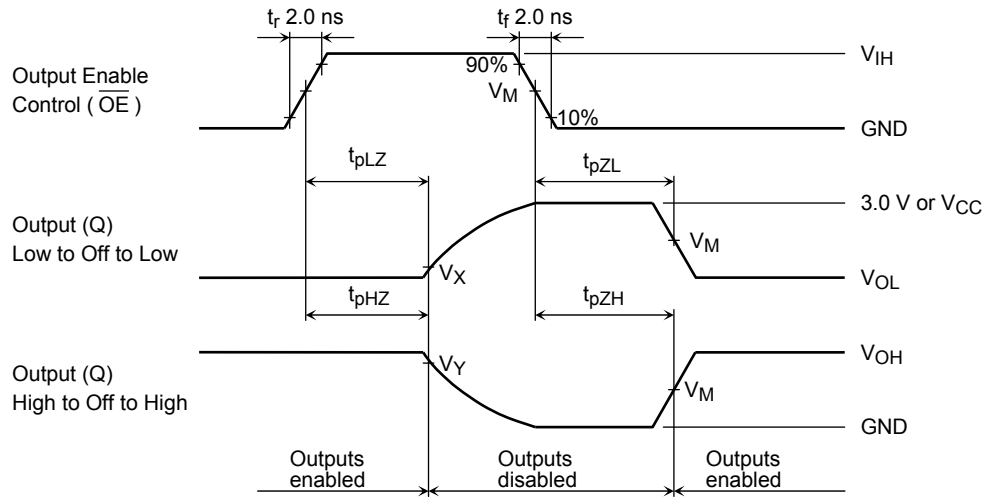 tr 2.0 ns
tf 2.0 ns
Output Enable
Control ( OE )
90%
VM
10%
VIH
GND
tpLZ
tpZL
Output (Q)
Low to Off to Low
3.0 V or VCC
VM
VX
VOL
tpHZ
tpZH
Output (Q)
High to Off to High
VY
VOH
VM
GND
Outputs
enabled
Outputs
disabled
Outputs
enabled